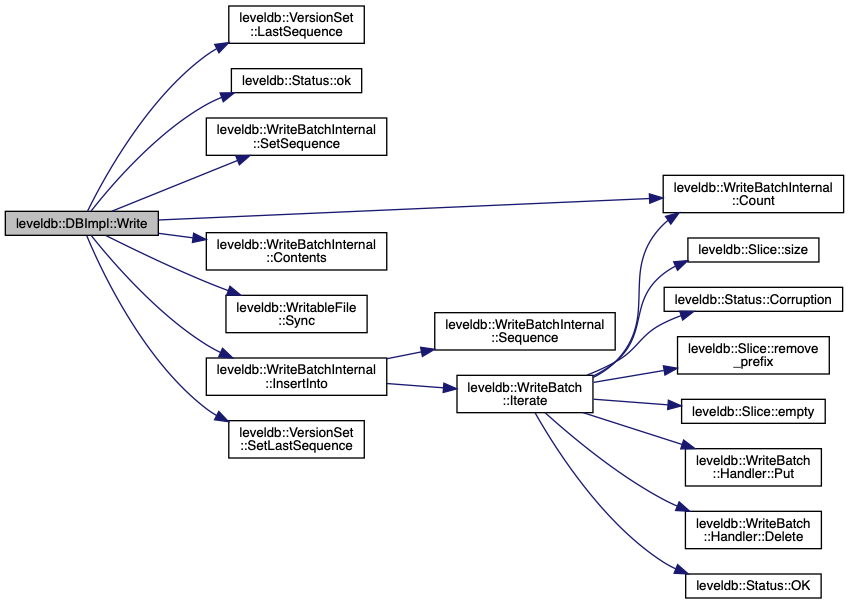 leveldb::VersionSet
::LastSequence
leveldb::Status::ok
leveldb::WriteBatchInternal
::SetSequence
leveldb::WriteBatchInternal
::Count
leveldb::DBImpl::Write
leveldb::WriteBatchInternal
::Contents
leveldb::Slice::size
leveldb::WritableFile
::Sync
leveldb::Status::Corruption
leveldb::WriteBatchInternal
::Sequence
leveldb::Slice::remove
_prefix
leveldb::WriteBatchInternal
::InsertInto
leveldb::WriteBatch
::Iterate
leveldb::Slice::empty
leveldb::VersionSet
::SetLastSequence
leveldb::WriteBatch
::Handler::Put
leveldb::WriteBatch
::Handler::Delete
leveldb::Status::OK